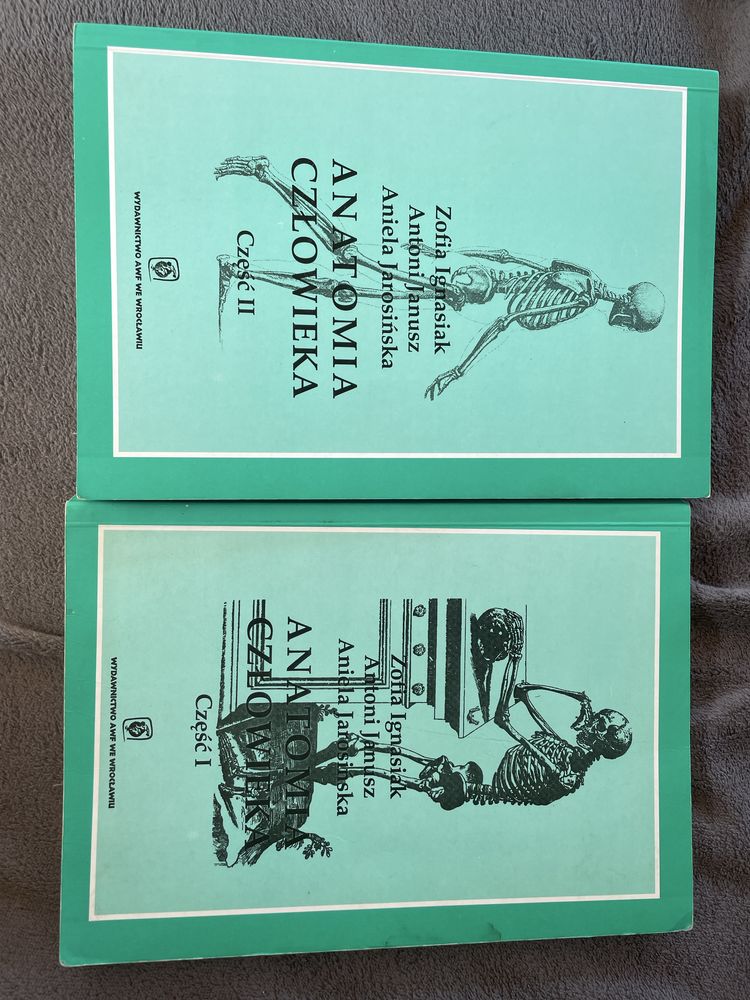 Zofia Ignasiak
Antoni Janusz
Aniela Jarosińska
ANATOMIA
CZŁOWIEKA
Część II
WYDAWNICTWO AWF WE WROCŁAWIU
Zofia Ignasiak
Antoni Janusz
Aniela Jarosińska
ANATOMIA
CZŁOWIEKA
Część I
WYDAWNICTWO AWF WE WROCŁAWIU